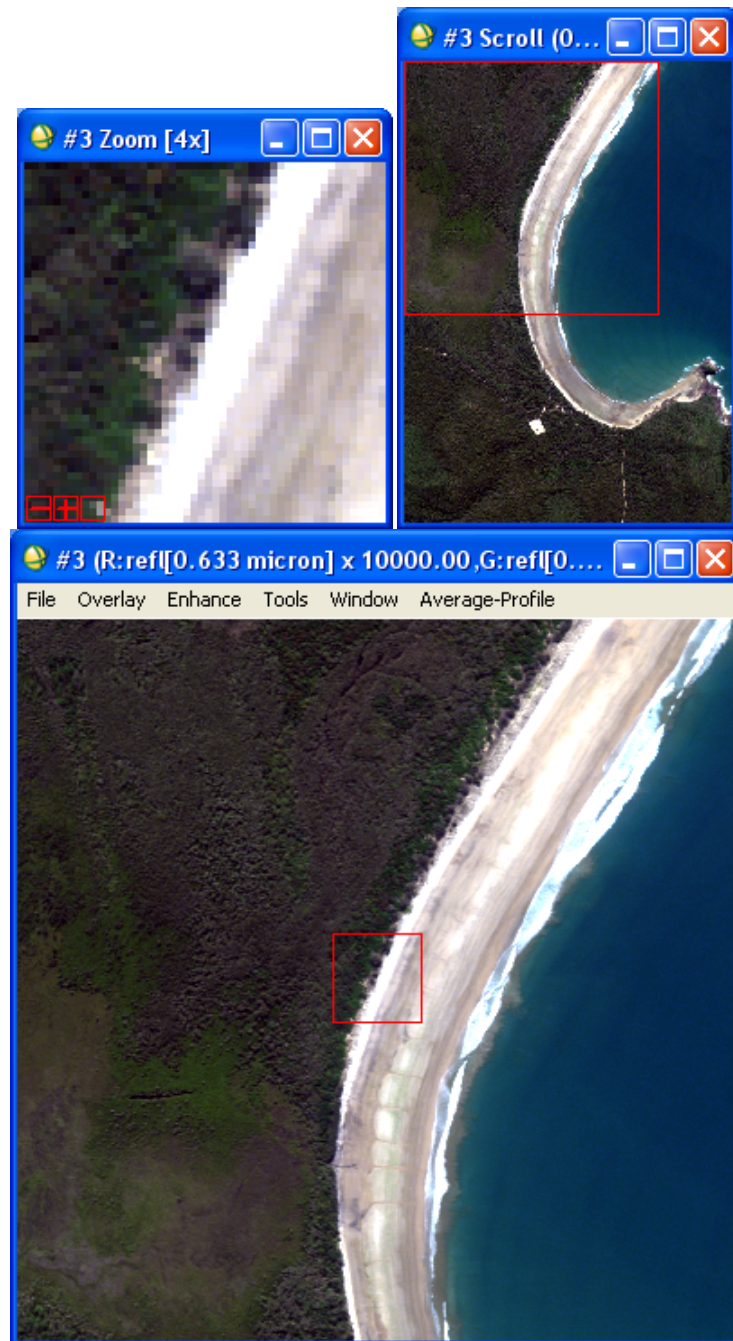 #3 Scroll (0...
#3 Zoom [4x]
#3 (R:refl[0.633 micron] x 10000.00,G:refl[0....
File Overlay Enhance Tools Window Average-Profile